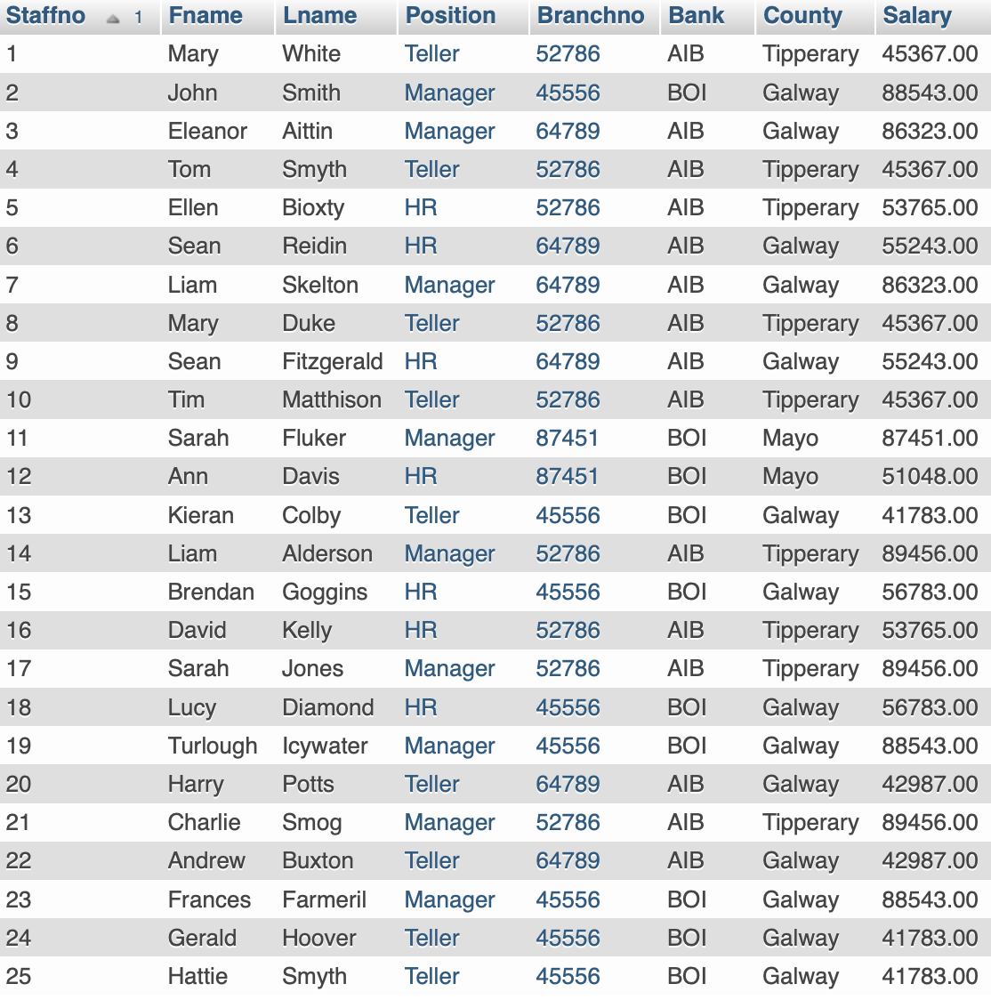 Staffno 1 Fname Lname Position Branchno Bank County Salary
1 Mary White Teller 52786 AIB Tipperary 45367.00
2 John Smith Manager 45556 BOI Galway 88543.00
3 Eleanor Aittin Manager 64789 AIB Galway 86323.00
4 Tom Smyth Teller 52786 AIB Tipperary 45367.00
5 Ellen Bioxty HR 52786 AIB Tipperary 53765.00
6 Sean Reidin HR 64789 AIB Galway 55243.00
7 Liam Skelton Manager 64789 AIB Galway 86323.00
8 Mary Duke Teller 52786 AIB Tipperary 45367.00
9 Sean Fitzgerald HR 64789 AIB Galway 55243.00
10 Tim Matthison Teller 52786 AIB Tipperary 45367.00
11 Sarah Fluker Manager 87451 BOI Mayo 87451.00
12 Ann Davis HR 87451 BOI Mayo 51048.00
13 Kieran Colby Teller 45556 BOI Galway 41783.00
14 Liam Alderson Manager 52786 AIB Tipperary 89456.00
15 Brendan Goggins HR 45556 BOI Galway 56783.00
16 David Kelly HR 52786 AIB Tipperary 53765.00
17 Sarah Jones Manager 52786 AIB Tipperary 89456.00
18 Lucy Diamond HR 45556 BOI Galway 56783.00
19 Turlough Icywater Manager 45556 BOI Galway 88543.00
20 Harry Potts Teller 64789 AIB Galway 42987.00
21 Charlie Smog Manager 52786 AIB Tipperary 89456.00
22 Andrew Buxton Teller 64789 AIB Galway 42987.00
23 Frances Farmeril Manager 45556 BOI Galway 88543.00
24 Gerald Hoover Teller 45556 BOI Galway 41783.00
25 Hattie Smyth Teller 45556 BOI Galway 41783.00